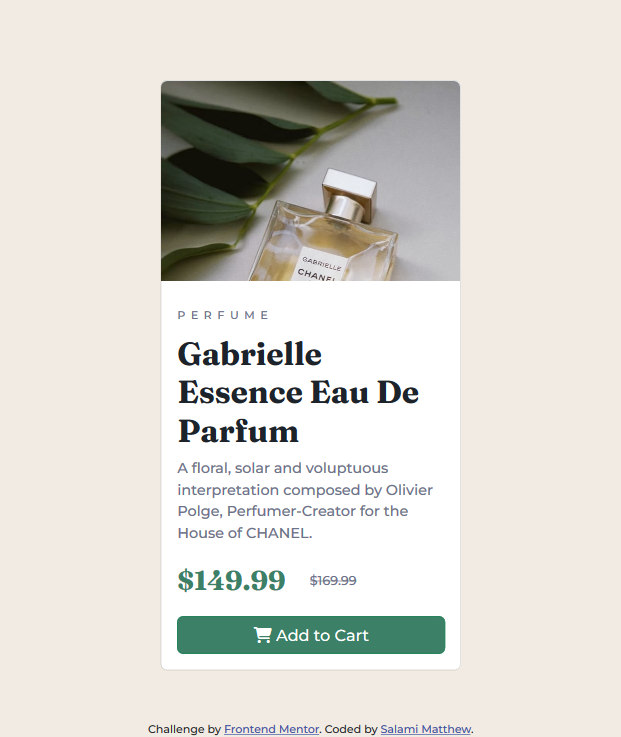 GABRIELLE
CHANEL
PERFUME
Gabrielle
Essence Eau De
Parfum
A floral, solar and voluptuous
interpretation composed by Olivier
Polge, Perfumer-Creator for the
House of CHANEL.
$149.99 $169.99
Add to Cart
Challenge by Frontend Mentor. Coded by Salami Matthew.